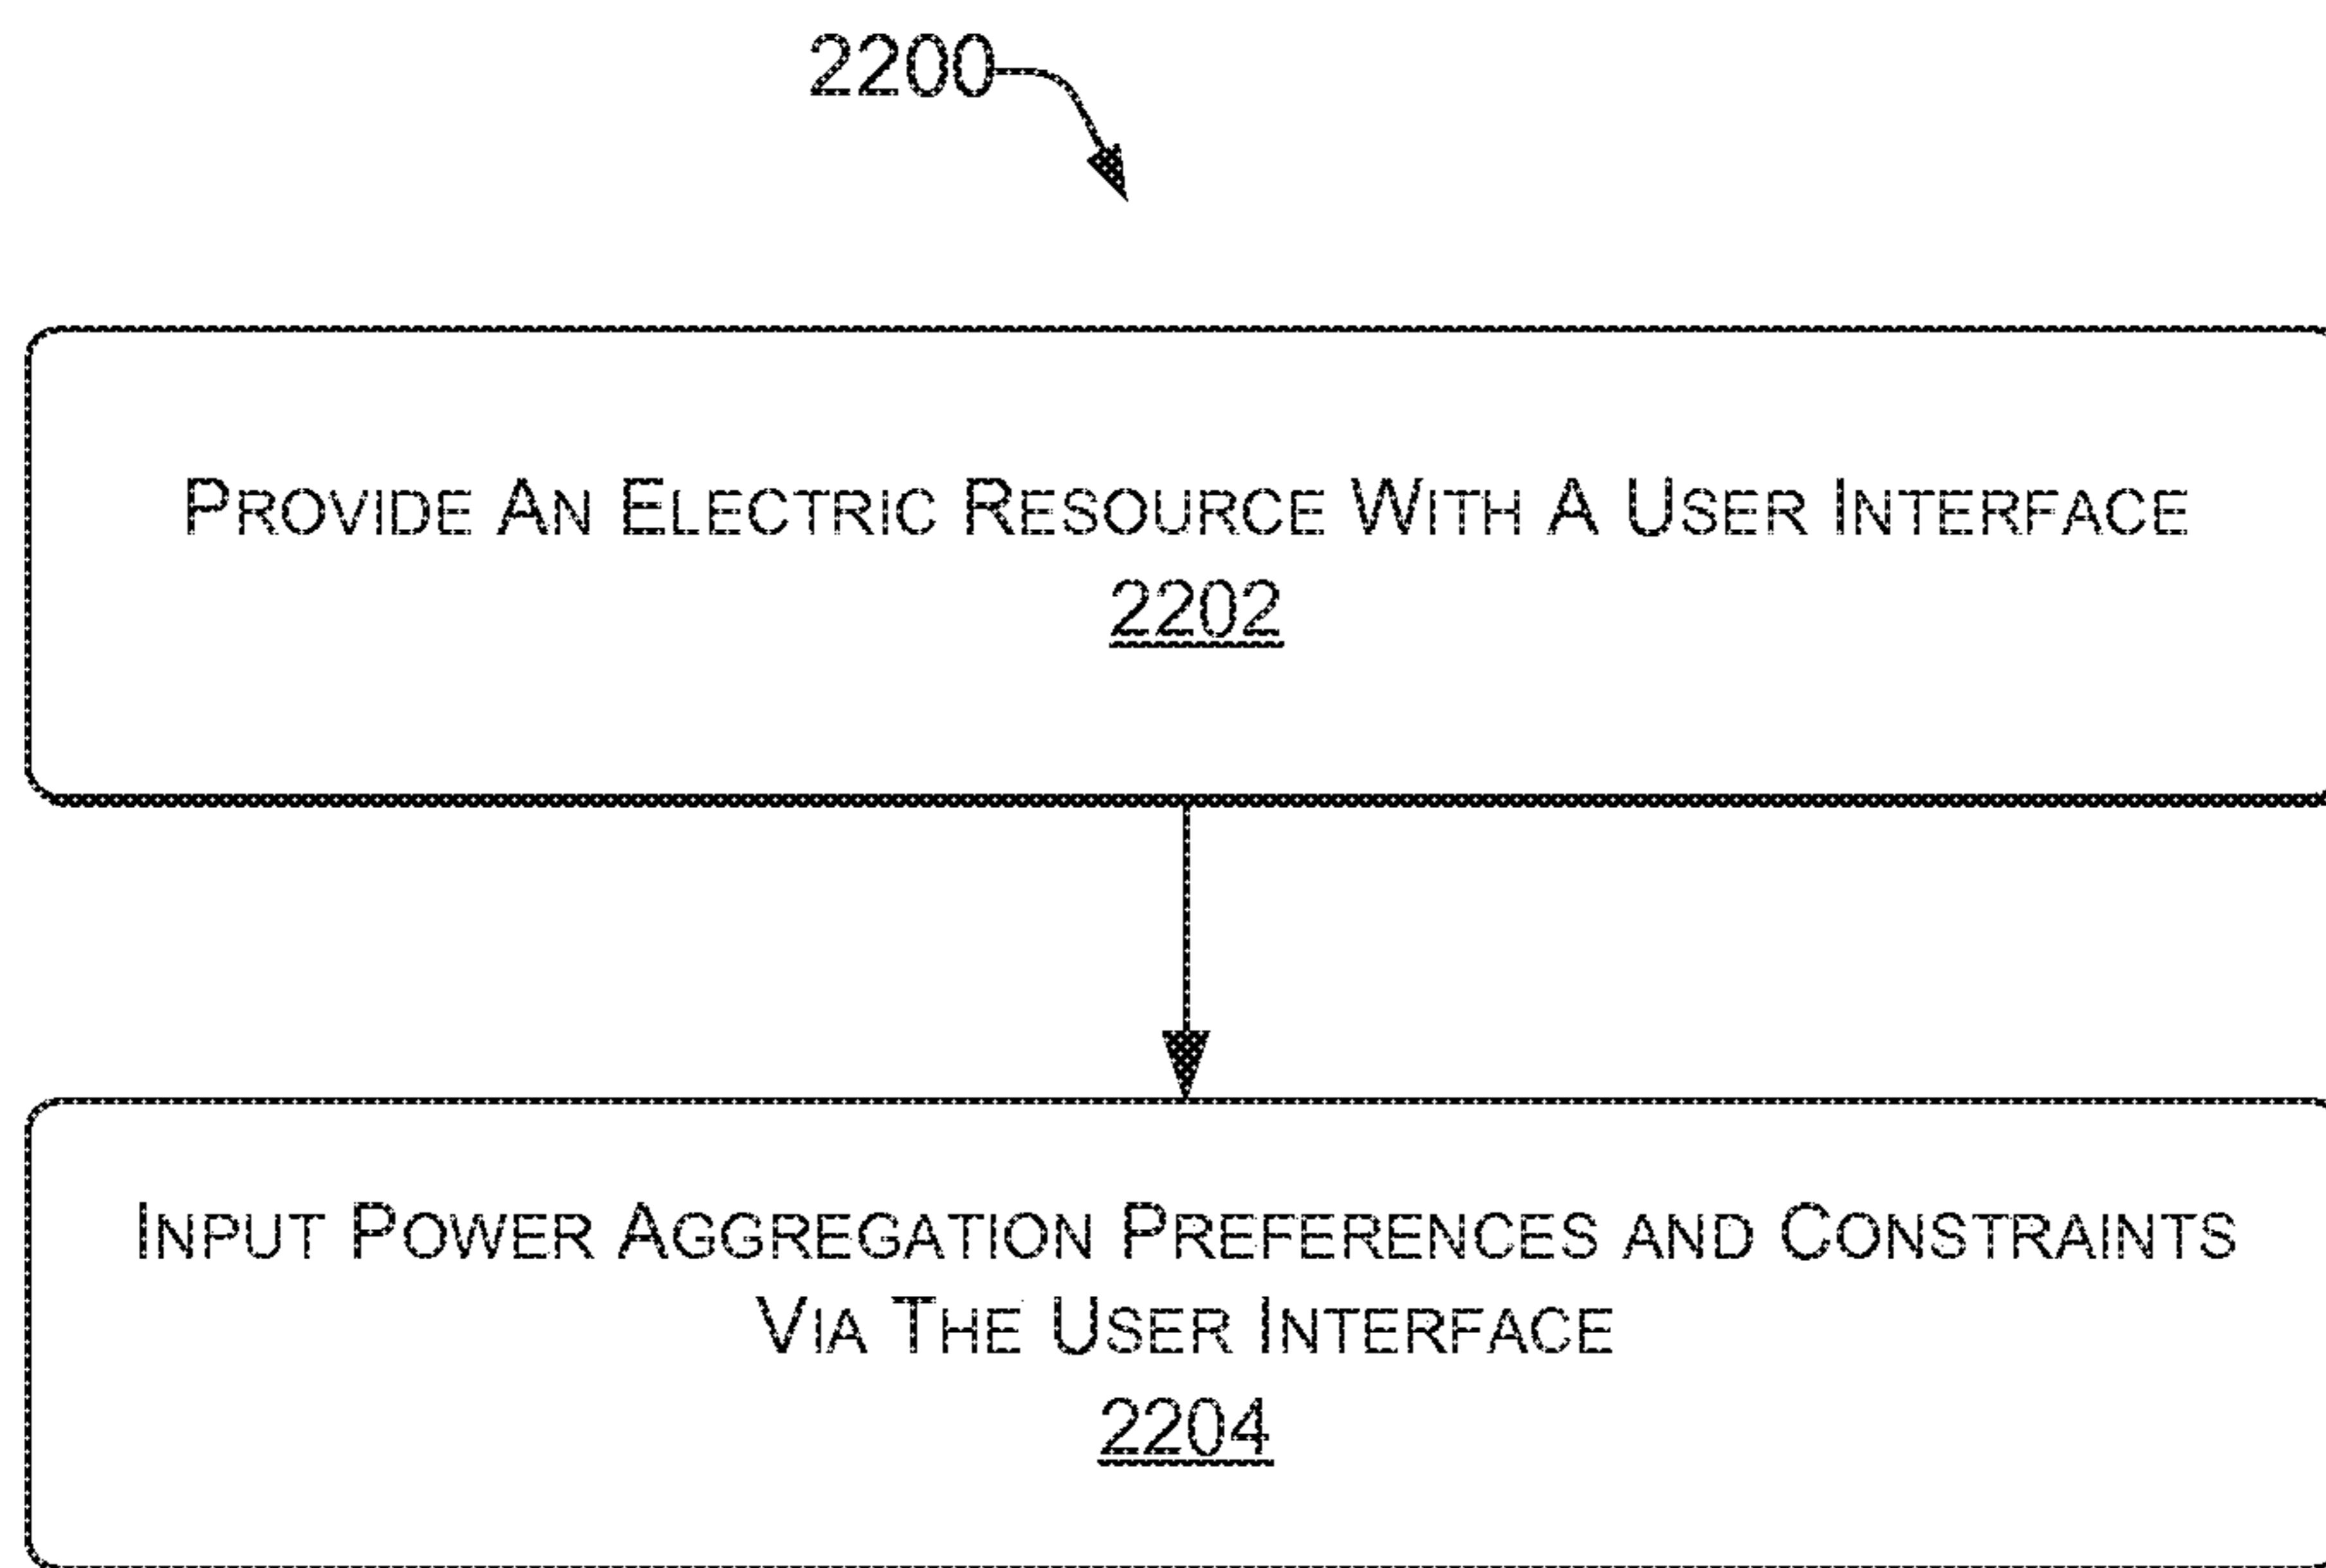 2200
PROVIDE AN ELECTRIC RESOURCE WITH A USER INTERFACE
2202
INPUT POWER AGGREGATION PREFERENCES AND CONSTRAINTS
VIA THE USER INTERFACE
2204